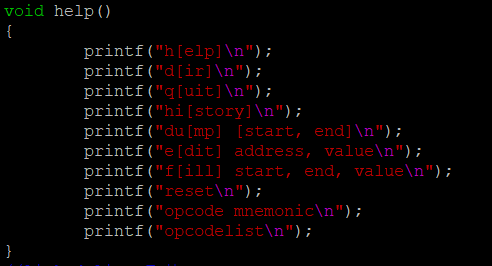 void help()
{
        printf("h[elp]\n");
        printf("d[ir]\n");
        printf("q[uit]\n");
        printf("hi[story]\n");
        printf("du[mp] [start, end]\n");
        printf("e[dit] address, value\n");
        printf("f[ill] start, end, value\n");
        printf("reset\n");
        printf("opcode mnemonic\n");
        printf("opcodelist\n");
}